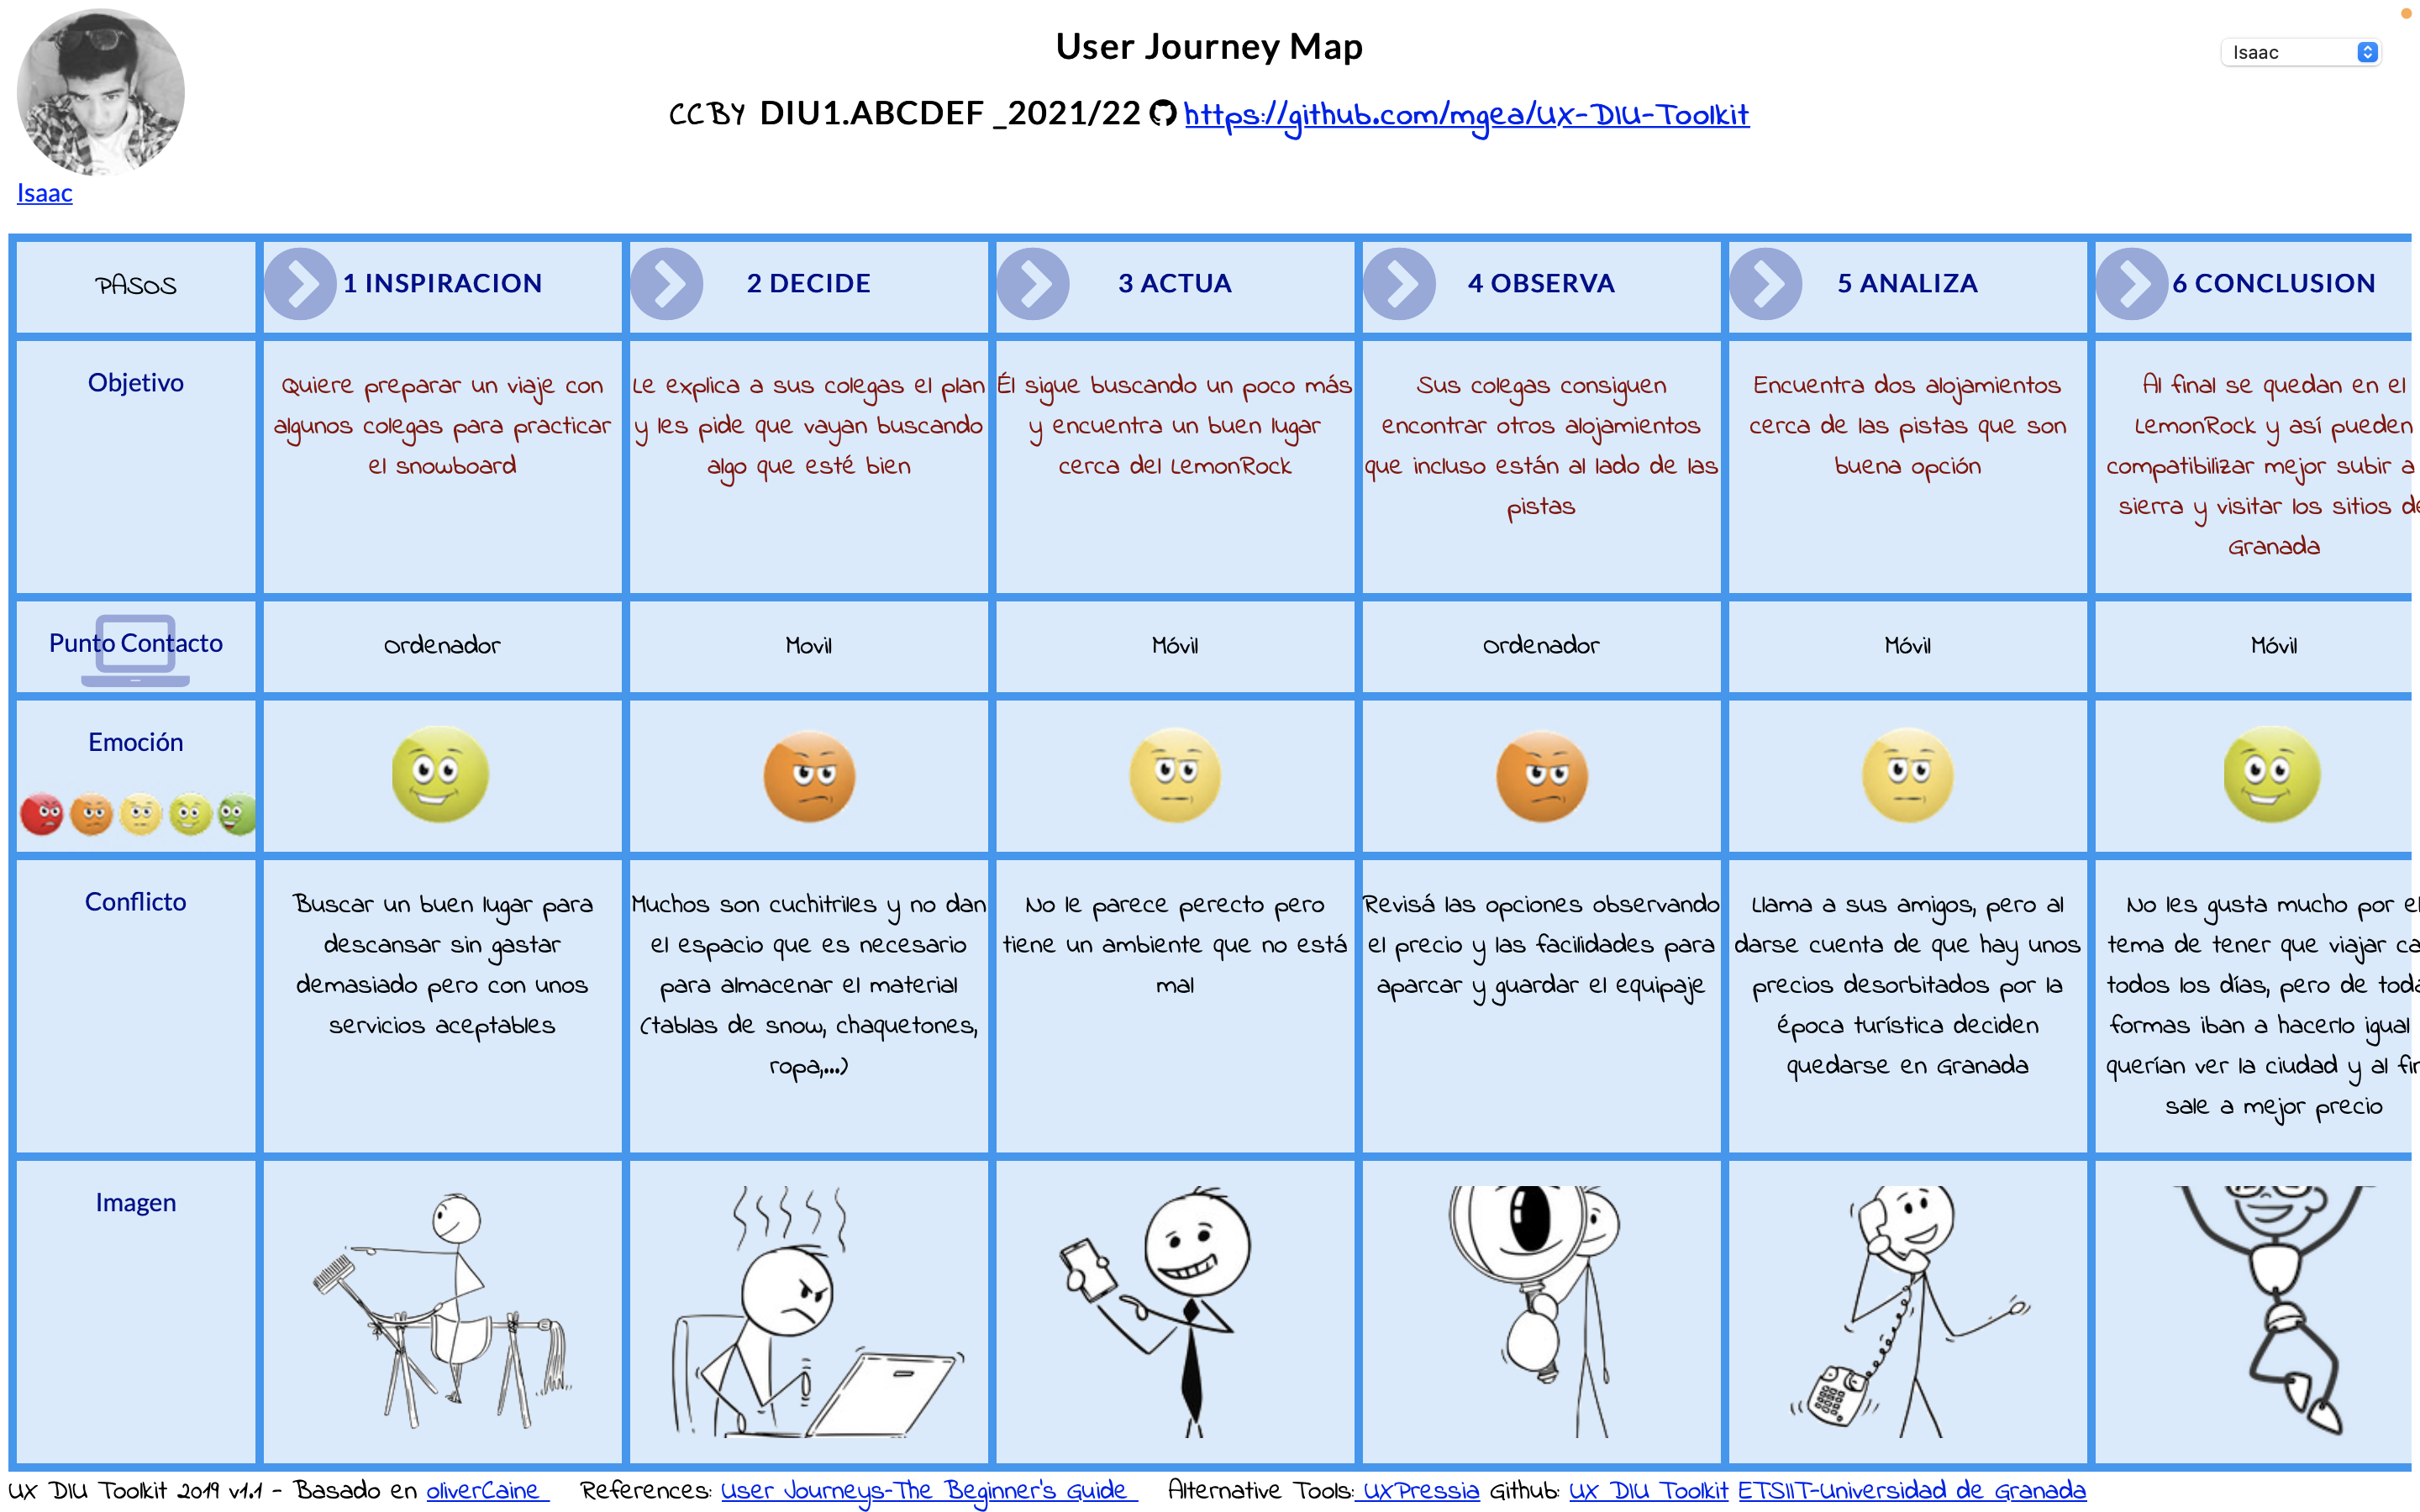 User Journey Map
Isaac
CCBY DIU1.ABCDEF _2021/22 https://github.com/mgea/UX-DIU-Toolkit
Isaac
PASOS
1 INSPIRACION
2 DECIDE
3 ACTUA
4 OBSERVA
5 ANALIZA
6 CONCLUSION
Objetivo
Quiere preparar un viaje con
algunos colegas para practicar
el snowboard
Le explica a sus colegas el plan
y les pide que vayan buscando
algo que esté bien
Él sigue buscando un poco más
y encuentra un buen lugar
cerca del LemonRock
Sus colegas consiguen
encontrar otros alojamientos
que incluso están al lado de las
pistas
Encuentra dos alojamientos
cerca de las pistas que son
buena opción
Al final se quedan en el
LemonRock y así pueden
compatibilizar mejor subir a
sierra y visitar los sitios de
Granada
Punto Contacto
Ordenador
Movil
Móvil
Ordenador
Móvil
Móvil
Emoción
Conflicto
Buscar un buen lugar para
descansar sin gastar
demasiado pero con unos
servicios aceptables
Muchos son cuchitriles y no dan
el espacio que es necesario
para almacenar el material
(tablas de snow, chaquetones,
ropa,...)
No le parece perecto pero
tiene un ambiente que no está
mal
Revisá las opciones observando
el precio y las facilidades para
aparcar y guardar el equipaje
Llama a sus amigos, pero al
darse cuenta de que hay unos
precios desorbitados por la
época turística deciden
quedarse en Granada
No les gusta mucho por el
tema de tener que viajar
todos los días, pero de
formas iban a hacerlo igual
querían ver la ciudad y al
sale a mejor precio
Imagen
UX DIU Toolkit 2019 v1.1 - Basado en oliverCaine References: User Journeys-The Beginner's Guide Alternative Tools: UXPressia Github: UX DIU Toolkit ETSIIT-Universidad de Granada